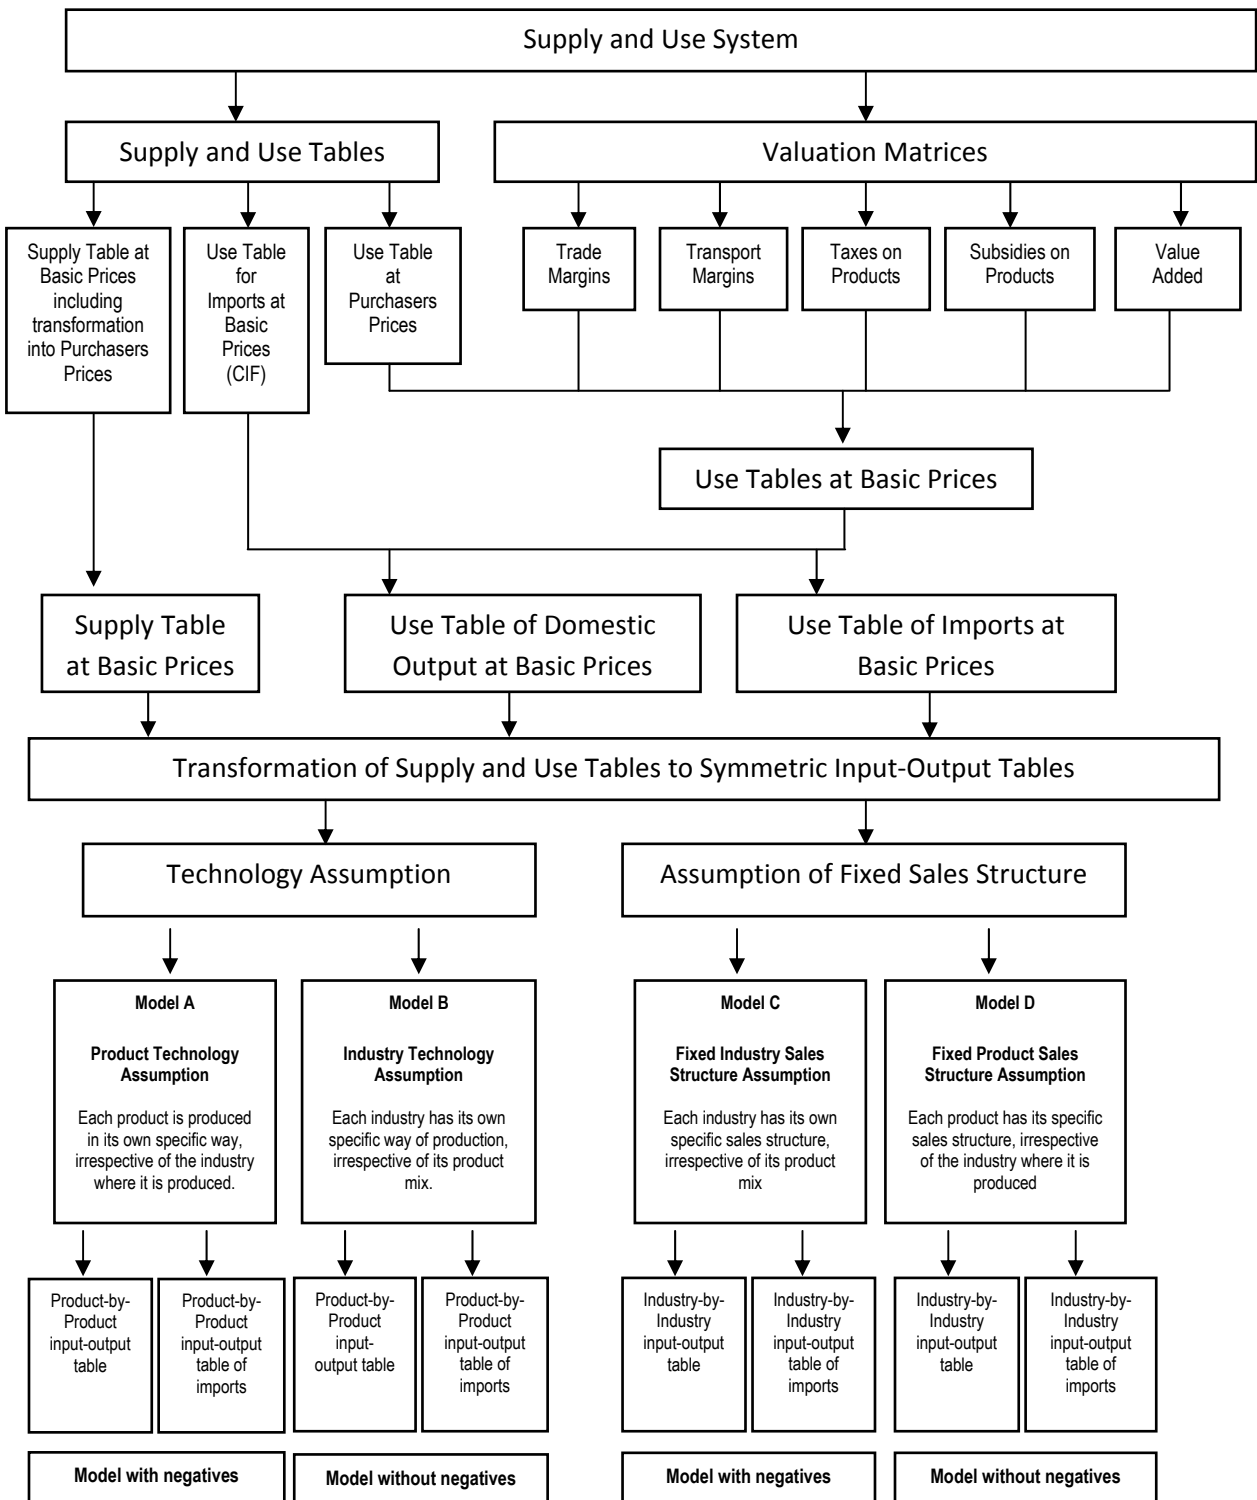 Supply and Use System
Supply and Use Tables
Valuation Matrices
Supply Table at
Basic Prices
including
transformation
into Purchasers
Prices
Use Table
for
Imports at
Basic
Prices
(CIF)
Use Table
at
Purchasers
Prices
Trade
Margins
Transport
Margins
Taxes on
Products
Subsidies on
Products
Value
Added
Use Tables at Basic Prices
Supply Table
at Basic Prices
Use Table of Domestic
Output at Basic Prices
Use Table of Imports at
Basic Prices
Transformation of Supply and Use Tables to Symmetric Input-Output Tables
Technology Assumption
Assumption of Fixed Sales Structure
Model A
Product Technology
Assumption
Each product is produced
in its own specific way,
irrespective of the industry
where it is produced.
Model B
Industry Technology
Assumption
Each industry has its own
specific way of production,
irrespective of its product
mix.
Model C
Fixed Industry Sales
Structure Assumption
Each industry has its own
specific sales structure,
irrespective of its product
mix
Model D
Fixed Product Sales
Structure Assumption
Each product has its specific
sales structure, irrespective
of the industry where it is
produced
Product-by-
Product
input-output
table
Product-by-
Product
input-output
table of
imports
Product-by-
Product
input-
output table
Product-by-
Product
input-output
table of
imports
Industry-by-
Industry
input-output
table
Industry-by-
Industry
input-output
table of
imports
Industry-by-
Industry
input-output
table
Industry-by-
Industry
input-output
table of
imports
Model with negatives
Model without negatives
Model with negatives
Model without negatives